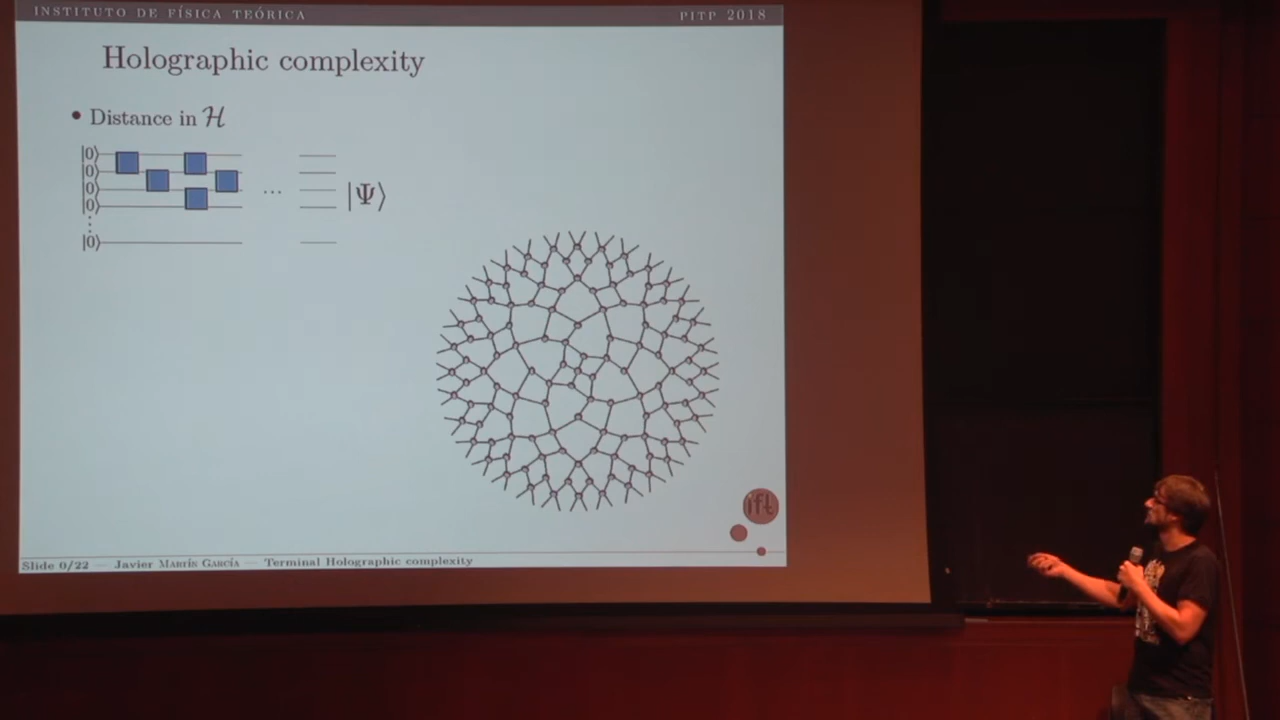 INSTITUTO DE FÍSICA TEÓRICA
PITP 2018
Holographic complexity
• Distance in ℋ
|0⟩
|0⟩
|0⟩
|0⟩
⋮
|0⟩
...
|Ψ⟩
ift
Slide 0/22 — Javier Martín García — Terminal Holographic complexity